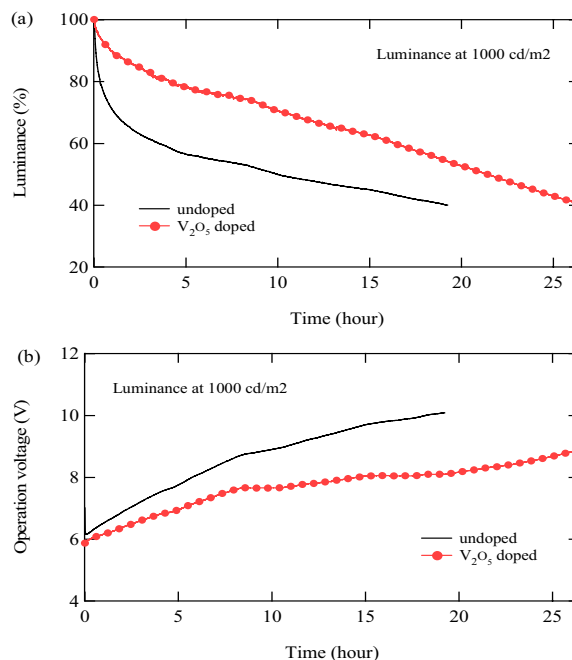 (a)
100
80
60
40
20
Luminance (%)
Luminance at 1000 cd/m2
undoped
V₂O₅ doped
0
5
10
15
20
25
Time (hour)
(b)
12
10
8
6
4
Operation voltage (V)
Luminance at 1000 cd/m2
undoped
V₂O₅ doped
0
5
10
15
20
25
Time (hour)